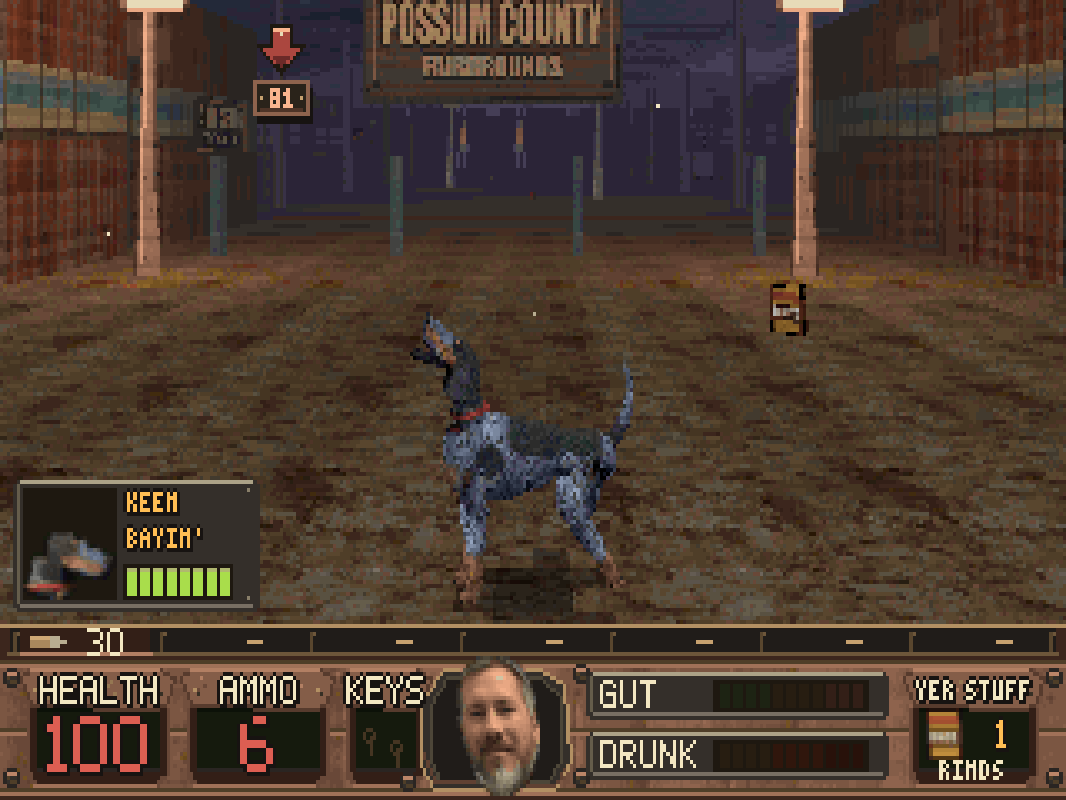 POSSUM COUNTY
FAIRGROUNDS
81
KEEN
BAYIN'
30
HEALTH
100
AMMO
6
KEYS
GUT
DRUNK
YER STUFF
1
RINDS